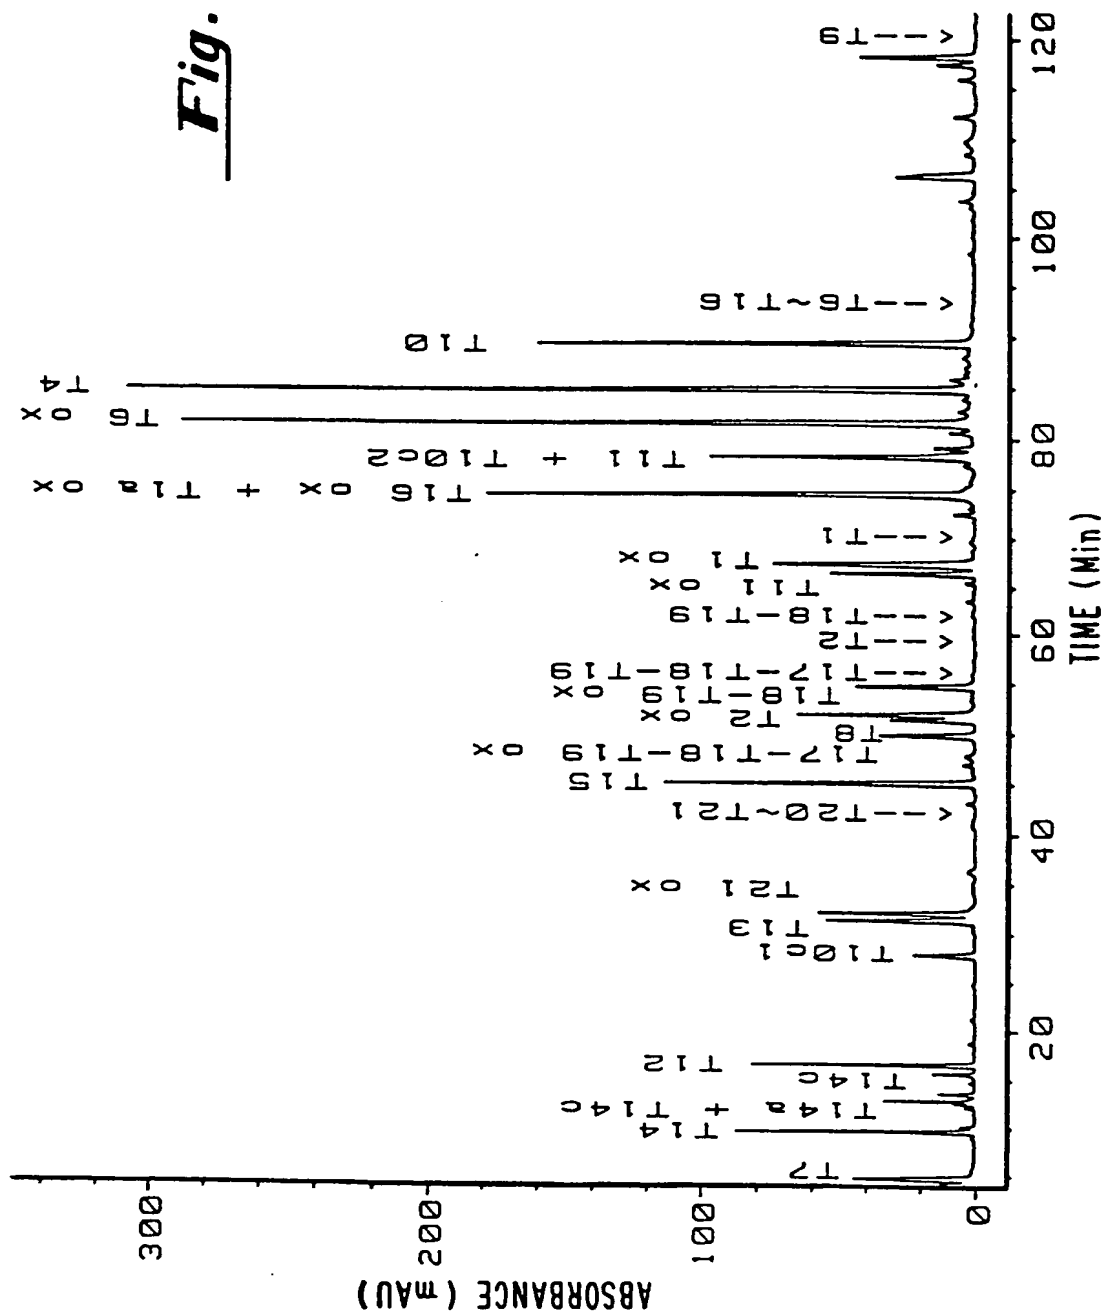 Fig.
ABSORBANCE (mAU)
300
200
100
0
T7
T14
T14a + T14c
T14c
T12
T10c1
T13
T21 ox
<--T20~T21
T15
T17-T18-T19 ox
T8
T2 ox
T18-T19 ox
<--T17-T18-T19
<--T2
<--T18-T19
T11 ox
T1 ox
<--T1
T16 ox + T1a ox
T11 + T10c2
T6 ox
T4
T10
<--T6~T16
<--T9
20
40
60
80
100
120
TIME (Min)